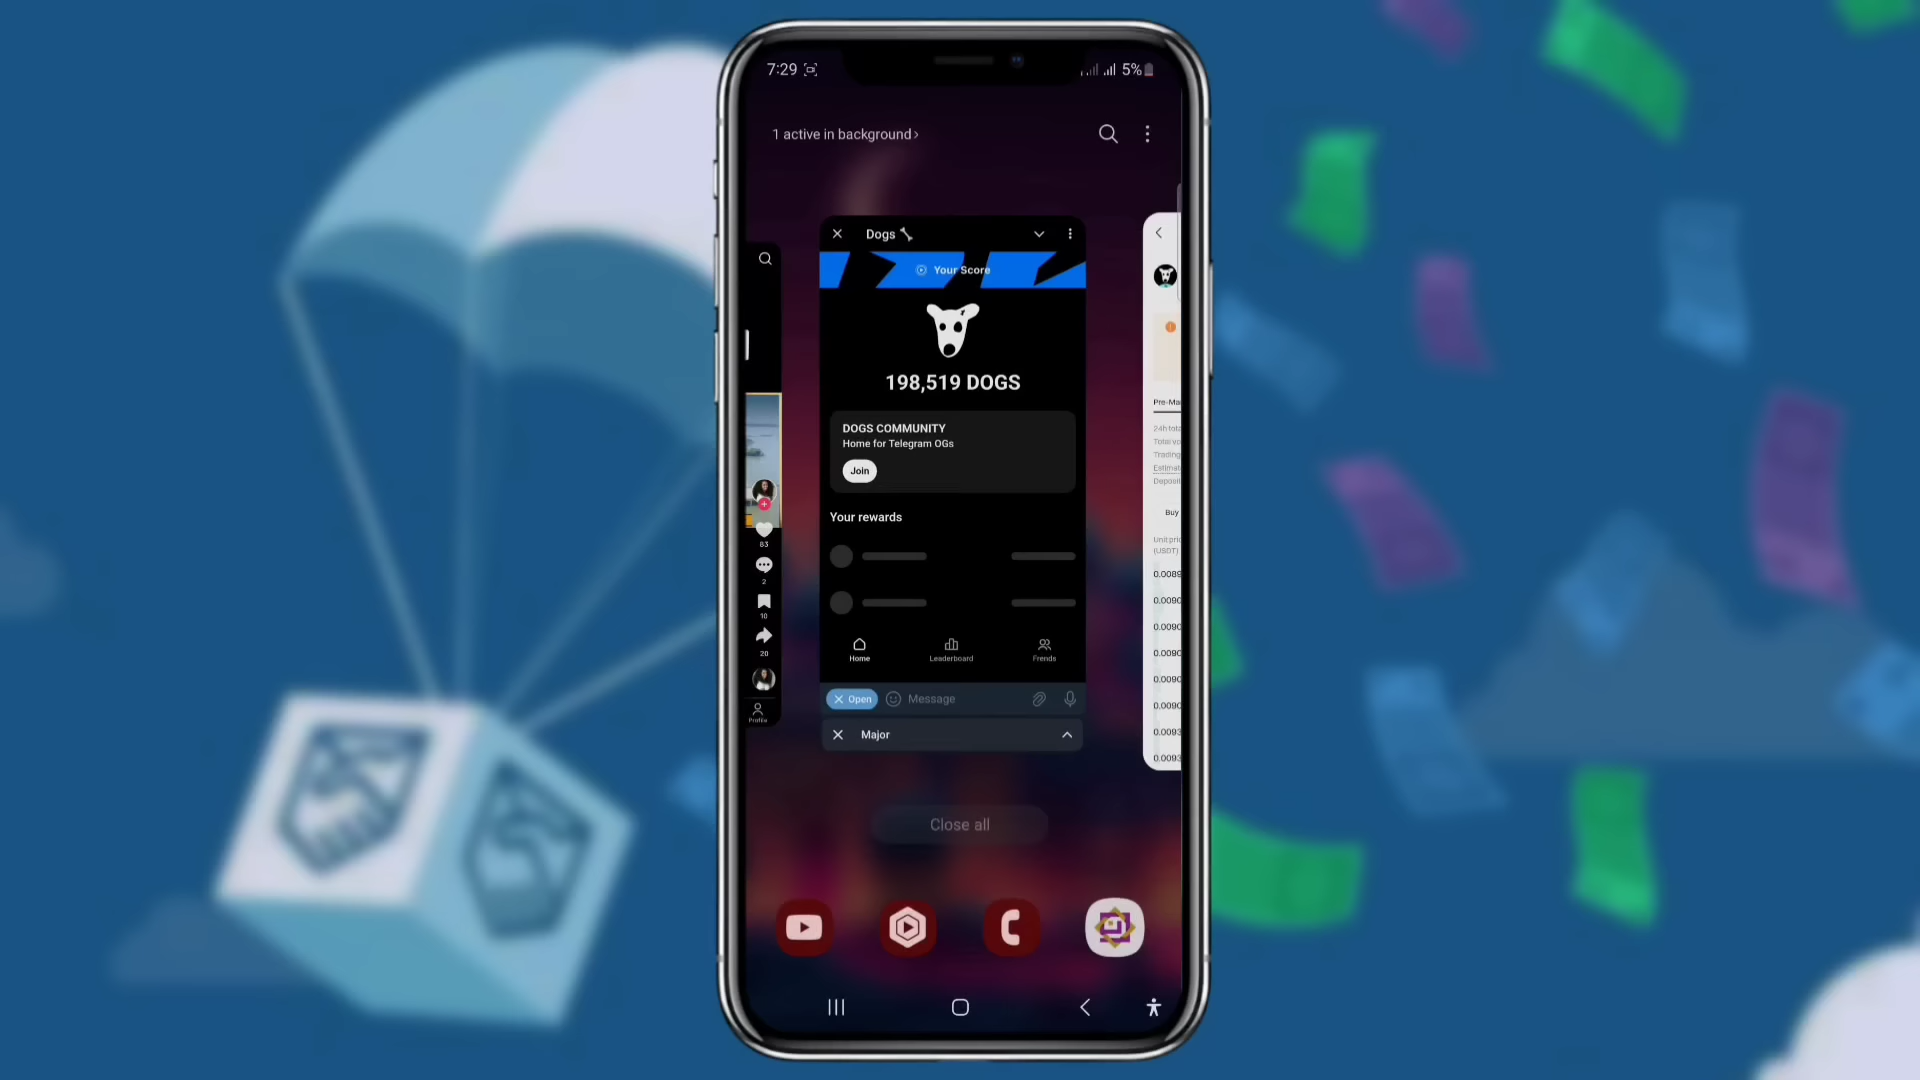 7:29
5%
1 active in background
Dogs
Your Score
198,519 DOGS
DOGS COMMUNITY
Home for Telegram OGs
Join
Your rewards
Home
Leaderboard
Frends
Open
Message
Major
Close all
83
2
10
20
Profile
Pre-Ma
24h tota
Total vo
Trading
Estimat
Deposi
Buy
Unit pric
(USDT)
0.0089
0.0090
0.0090
0.0090
0.0090
0.0090
0.0093
0.0093